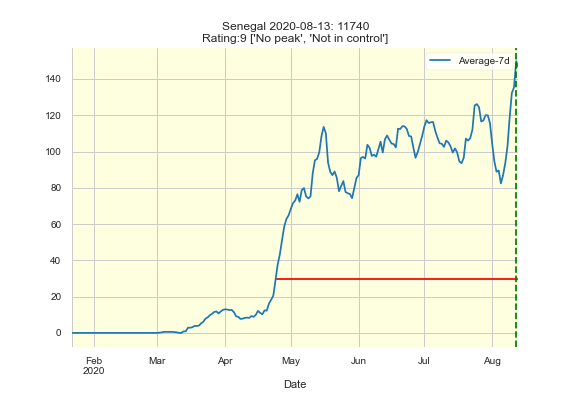 Senegal 2020-08-13: 11740
Rating:9 ['No peak', 'Not in control']
Average-7d
140
120
100
80
60
40
20
0
Feb
2020
Mar
Apr
May
Jun
Jul
Aug
Date